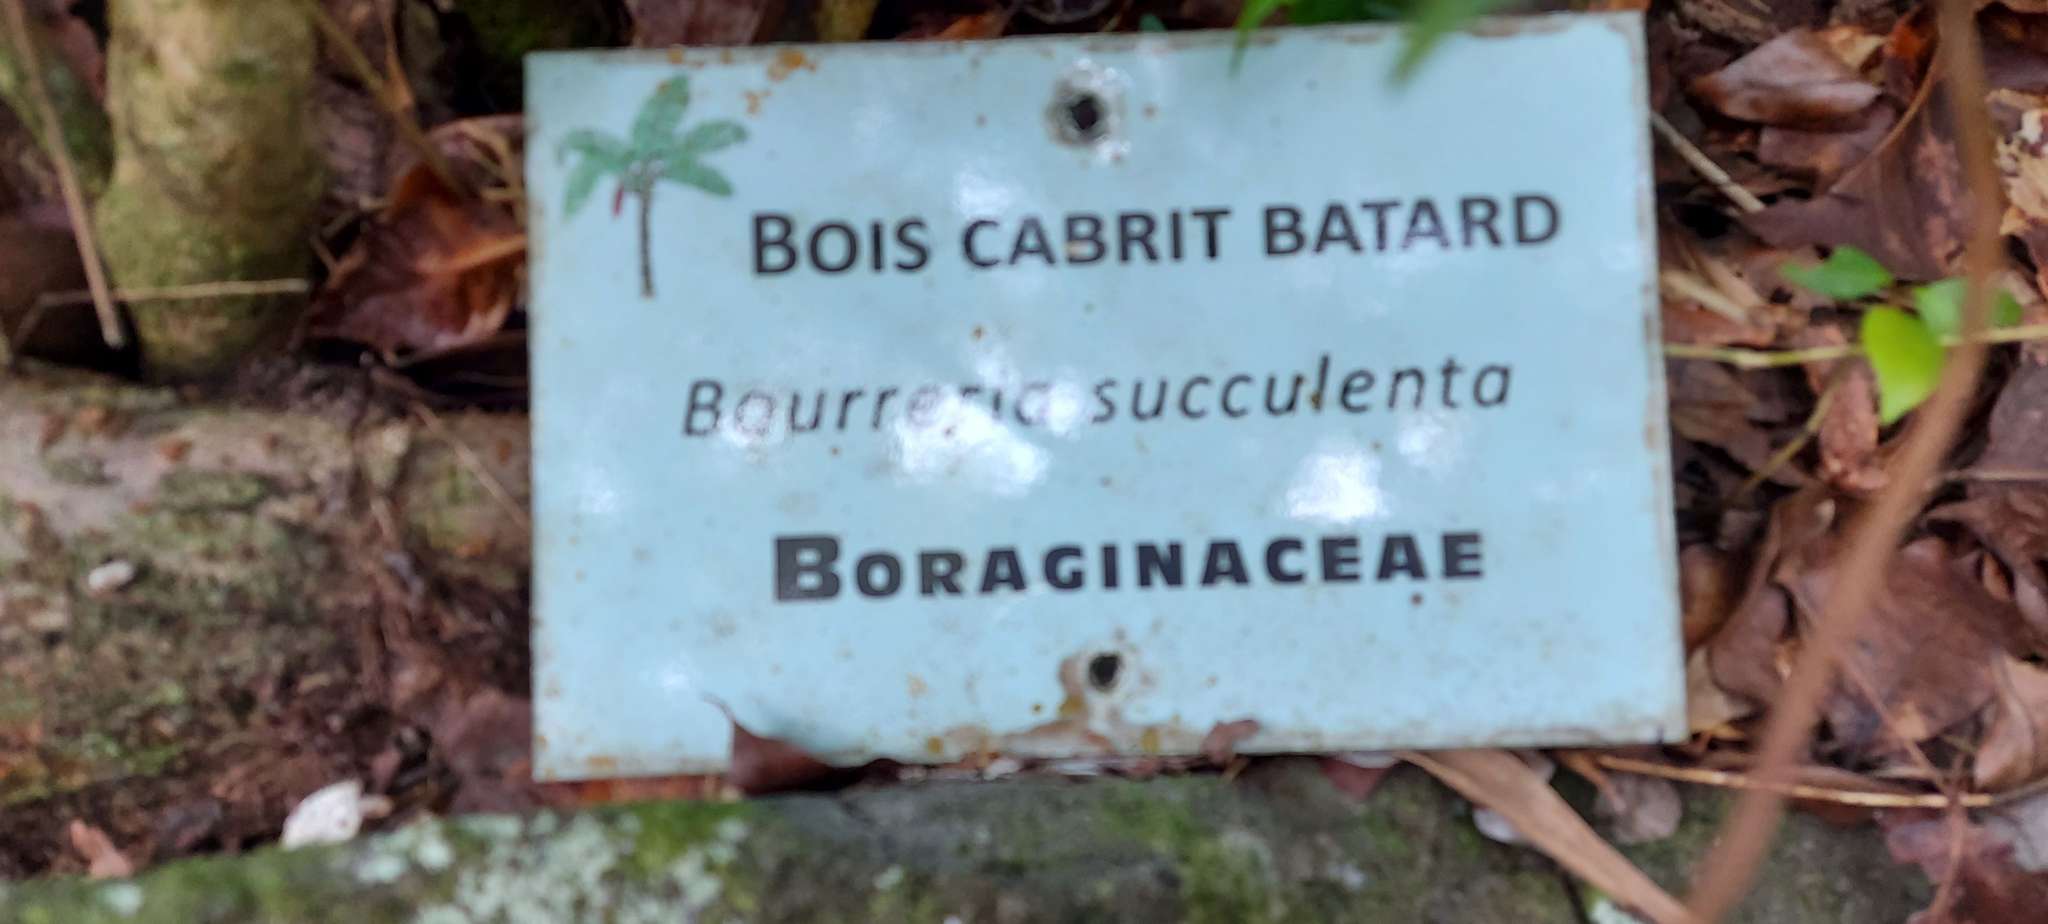 BOIS CABRIT BATARD
Bourreria succulenta
BORAGINACEAE